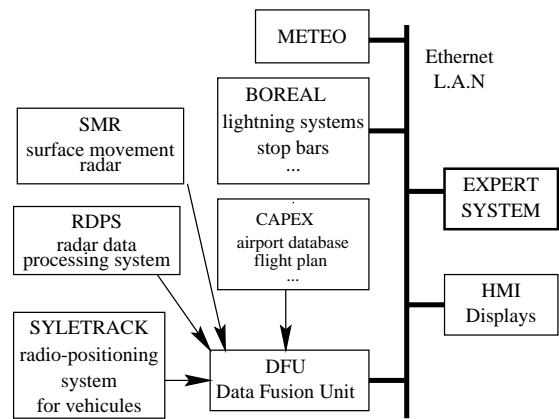 METEO
Ethernet
L.A.N
BOREAL
lightning systems
stop bars
...
SMR
surface movement
radar
EXPERT
SYSTEM
RDPS
radar data
processing system
CAPEX
airport database
flight plan
...
HMI
Displays
SYLETRACK
radio-positioning
system
for vehicules
DFU
Data Fusion Unit